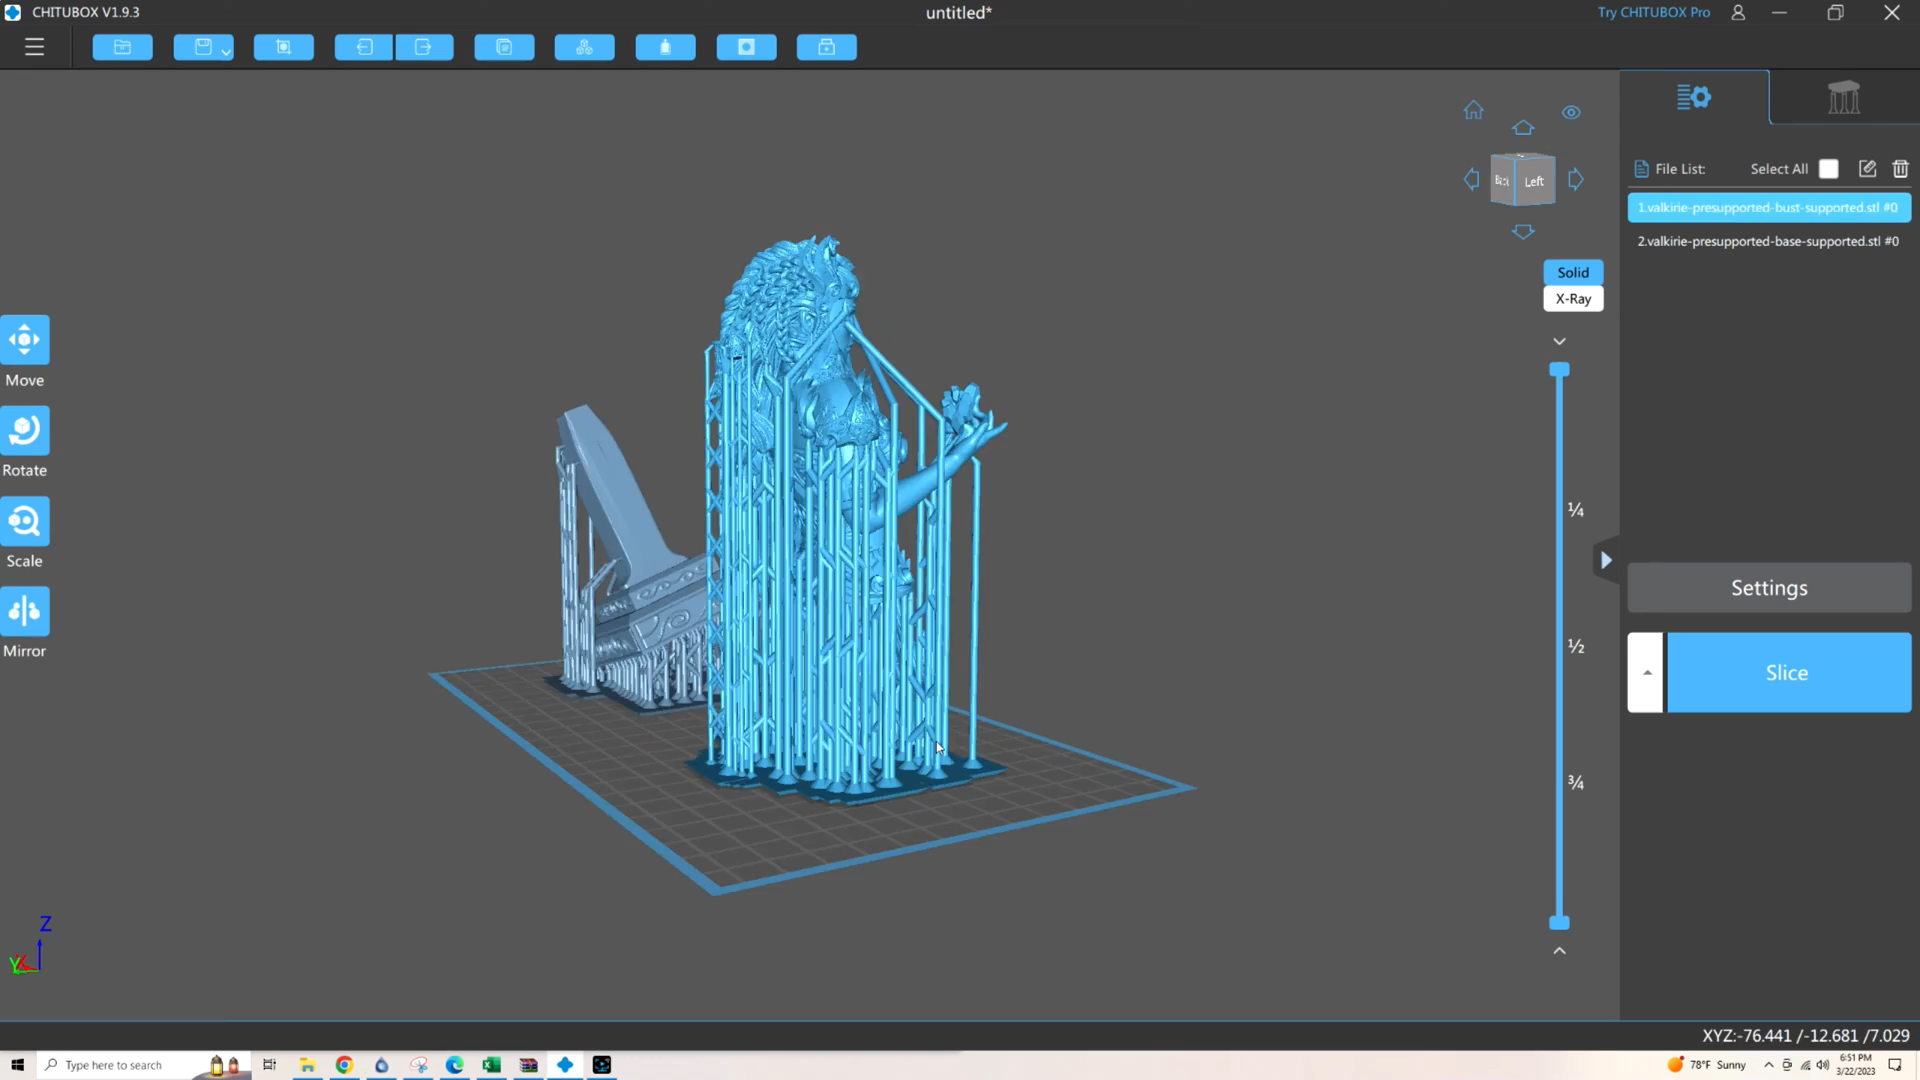 CHITUBOX V1.9.3
untitled*
Try CHITUBOX Pro
File List:
Select All
1.valkirie-presupported-bust-supported.stl #0
2.valkirie-presupported-base-supported.stl #0
Left
Solid
X-Ray
Move
Rotate
Scale
Mirror
¼
½
¾
Settings
Slice
Z
Y
X
XYZ:-76.441 /-12.681 /7.029
Type here to search
78°F Sunny
6:51 PM
3/22/2023